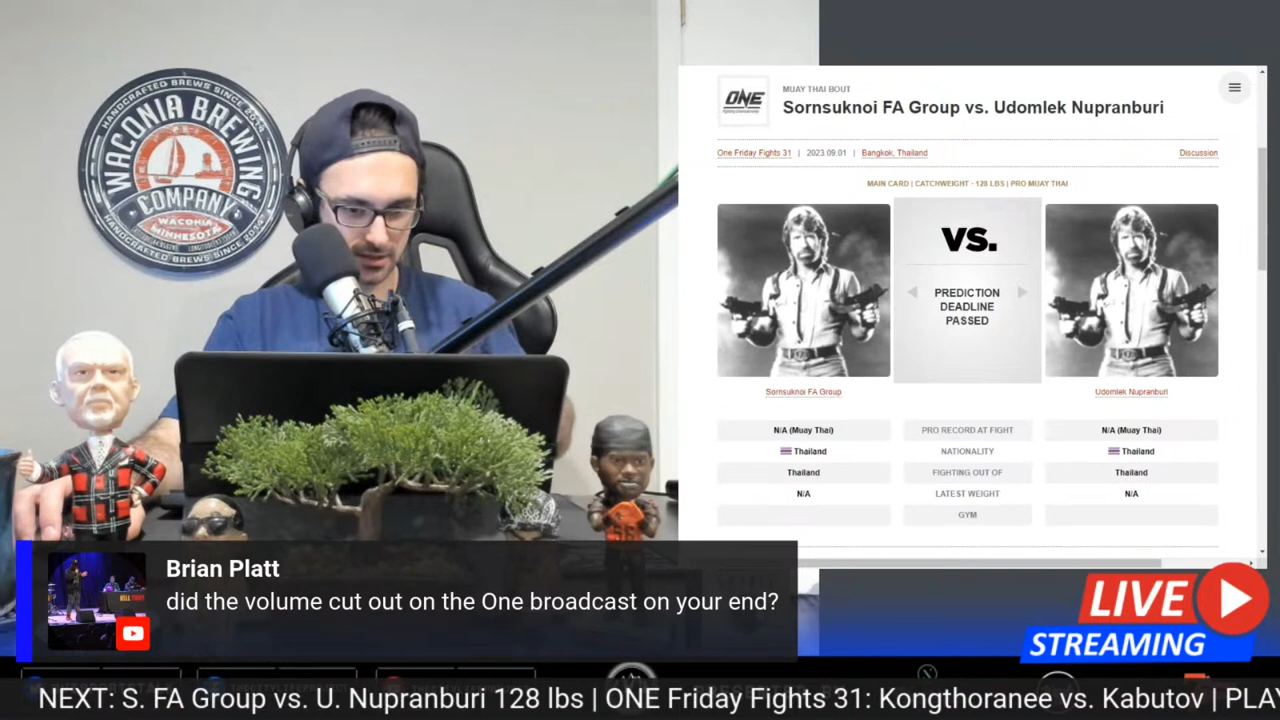 HANDCRAFTED BREWS SINCE 2014
WACONIA BREWING
COMPANY
WACONIA
MINNESOTA
HANDCRAFTED BREWS SINCE 2014
ONE
MUAY THAI BOUT
Sornsuknoi FA Group vs. Udomlek Nupranburi
One Friday Fights 31 | 2023.09.01 | Bangkok, Thailand
Discussion
MAIN CARD | CATCHWEIGHT · 128 LBS | PRO MUAY THAI
VS.
PREDICTION
DEADLINE
PASSED
Sornsuknoi FA Group
Udomlek Nupranburi
N/A (Muay Thai) PRO RECORD AT FIGHT N/A (Muay Thai)
Thailand NATIONALITY Thailand
Thailand FIGHTING OUT OF Thailand
N/A LATEST WEIGHT N/A
GYM
Brian Platt
did the volume cut out on the One broadcast on your end?
LIVE
STREAMING
NEXT: S. FA Group vs. U. Nupranburi 128 lbs | ONE Friday Fights 31: Kongthoranee vs. Kabutov | PLA